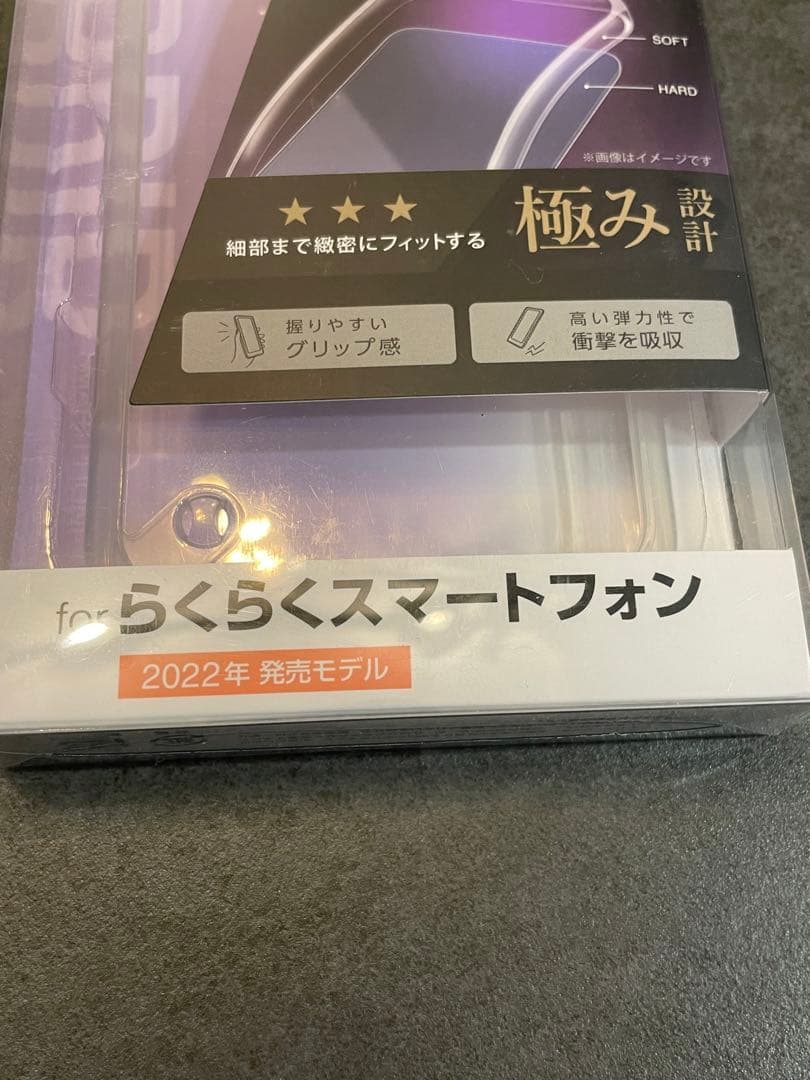 SOFT
HARD
※画像はイメージです
★★★
細部まで緻密にフィットする
極み設計
握りやすい
グリップ感
高い弾力性で
衝撃を吸収
for らくらくスマートフォン
2022年 発売モデル